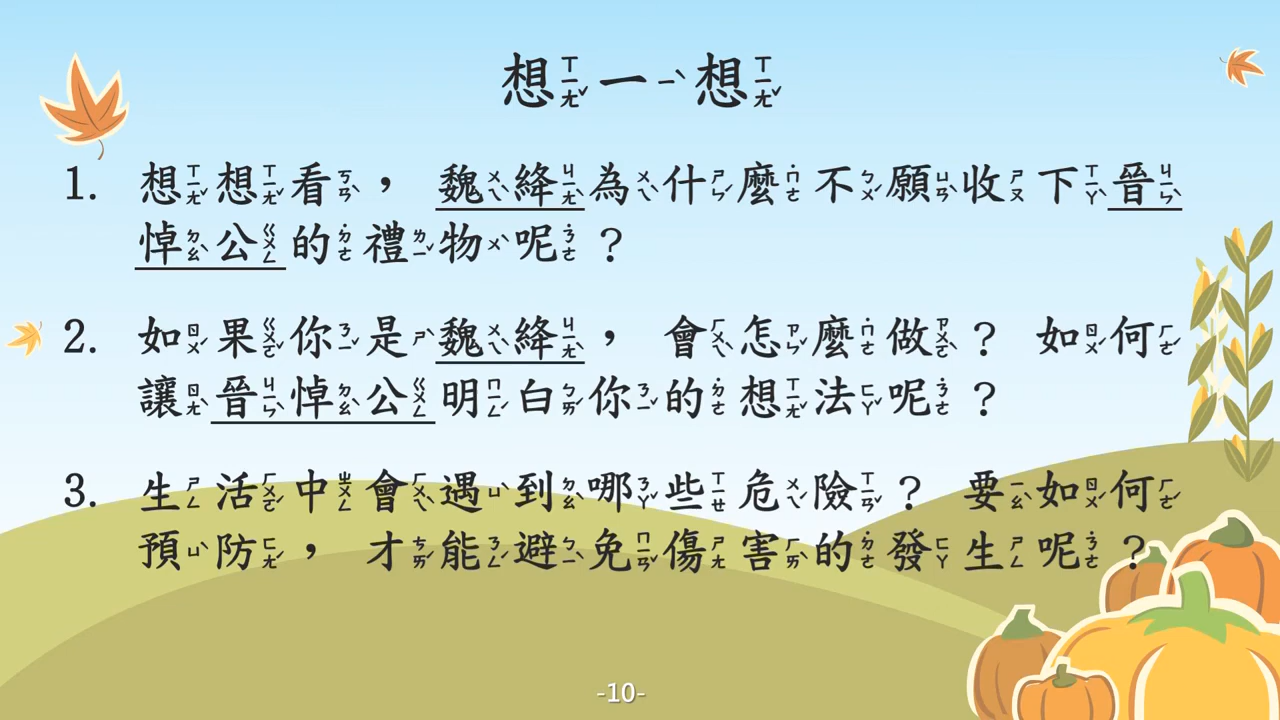 想一想
1. 想想看，魏絳為什麼不願收下晉
悼公的禮物呢？
2. 如果你是魏絳，會怎麼做？如何
讓晉悼公明白你的想法呢？
3. 生活中會遇到哪些危險？要如何
預防，才能避免傷害的發生呢？
-10-